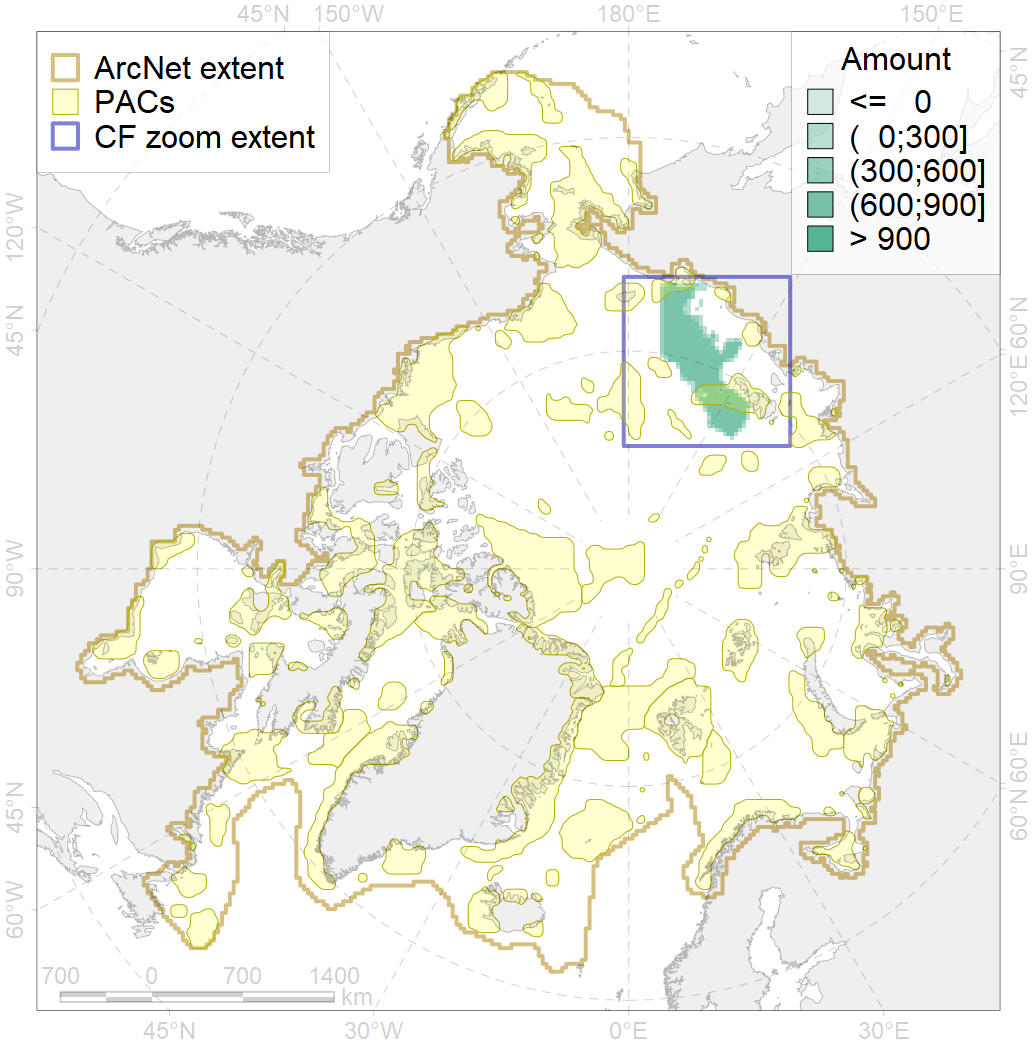 45°N 150°W 180°E 150°E
ArcNet extent
PACs
CF zoom extent
Amount
<= 0
( 0;300]
(300;600]
(600;900]
> 900
45°N
120°W
45°N
90°W
45°N
60°W
60°N
120°E
90°E
60°E
60°N
700 0 700 1400
km
45°N 30°W 0°E 30°E